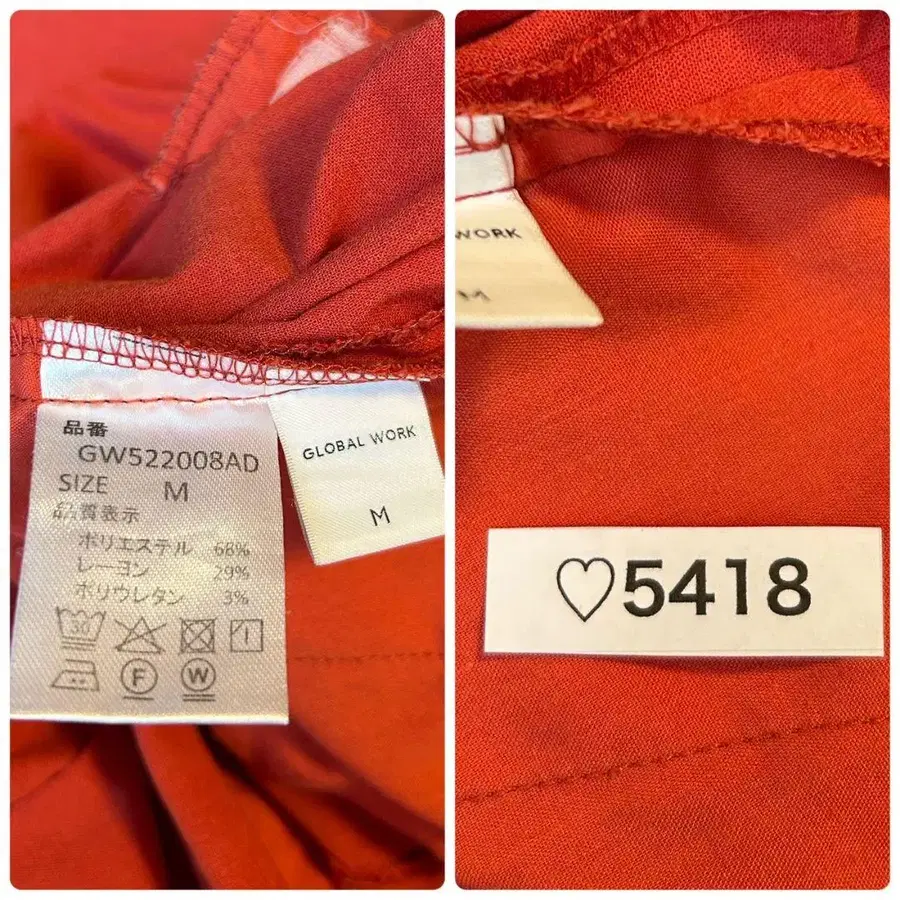 品番
GW522008AD
SIZE M
品質表示
ポリエステル 68%
レーヨン 29%
ポリウレタン 3%
30
F W
GLOBAL WORK
M
WORK
M
♡5418